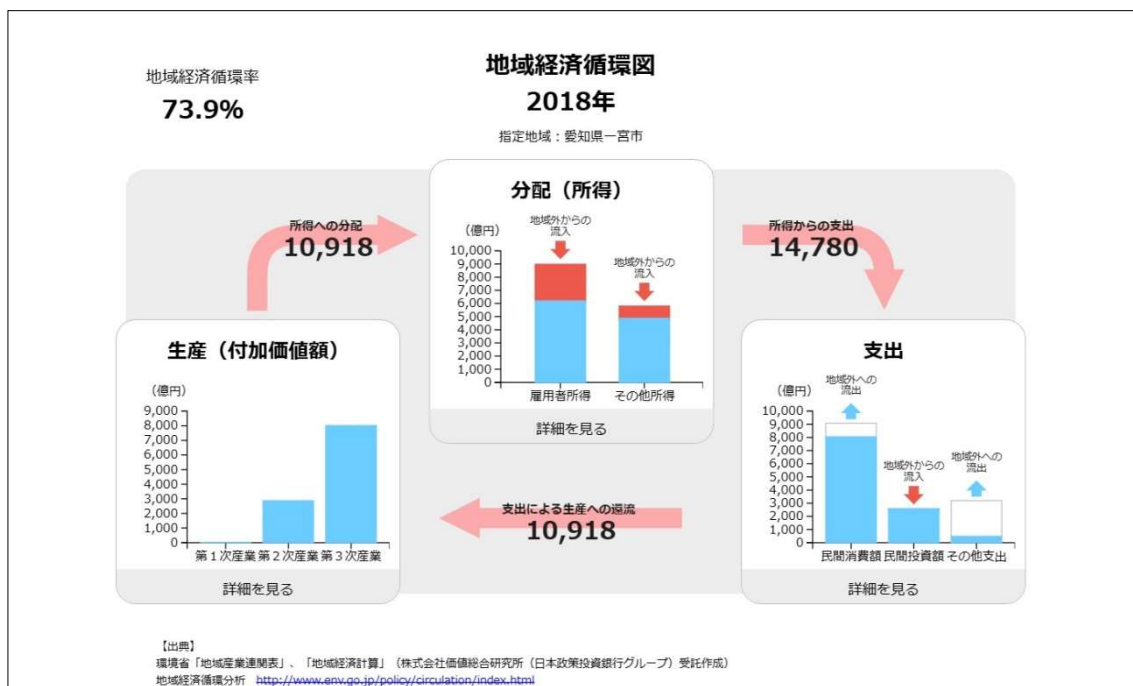 地域経済循環率
73.9%
地域経済循環図
2018年
指定地域：愛知県一宮市
所得への分配
10,918
分配（所得）
（億円）
地域外からの
流入
地域外からの
流入
10,000
9,000
8,000
7,000
6,000
5,000
4,000
3,000
2,000
1,000
0
雇用者所得 その他所得
詳細を見る
所得からの支出
14,780
生産（付加価値額）
（億円）
9,000
8,000
7,000
6,000
5,000
4,000
3,000
2,000
1,000
0
第１次産業 第２次産業 第３次産業
詳細を見る
支出による生産への還流
10,918
支出
（億円）
地域外への
流出
地域外からの
流入
地域外への
流出
10,000
9,000
8,000
7,000
6,000
5,000
4,000
3,000
2,000
1,000
0
民間消費額 民間投資額 その他支出
詳細を見る
【出典】
環境省「地域産業連関表」、「地域経済計算」（株式会社価値総合研究所（日本政策投資銀行グループ）受託作成）
地域経済循環分析 http://www.env.go.jp/policy/circulation/index.html